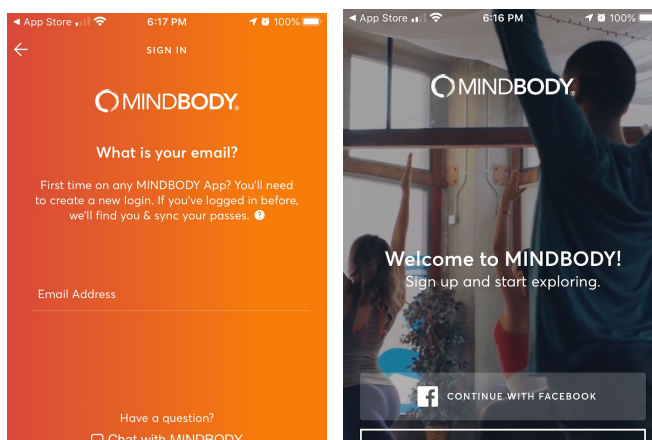 App Store
6:17 PM
100%
SIGN IN
MINDBODY®
What is your email?
First time on any MINDBODY App? You'll need
to create a new login. If you've logged in before,
we'll find you & sync your passes. ?
Email Address
Have a question?
Chat with MINDBODY
App Store
6:16 PM
100%
MINDBODY®
Welcome to MINDBODY!
Sign up and start exploring.
f
CONTINUE WITH FACEBOOK